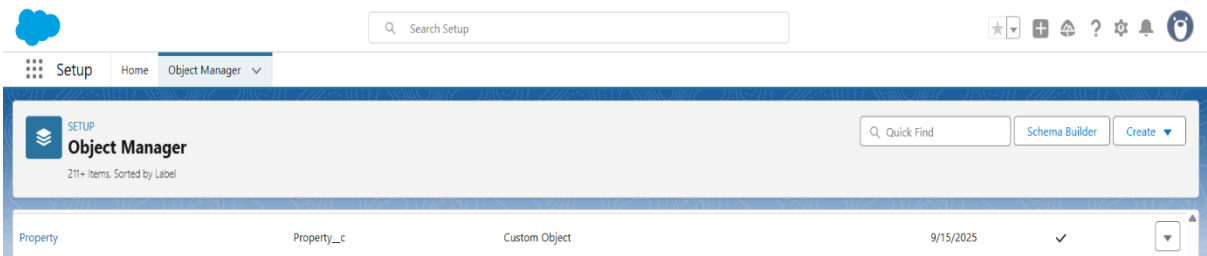 Search Setup
Setup Home Object Manager
SETUP
Object Manager
211+ Items. Sorted by Label
Quick Find Schema Builder Create
Property Property__c Custom Object 9/15/2025